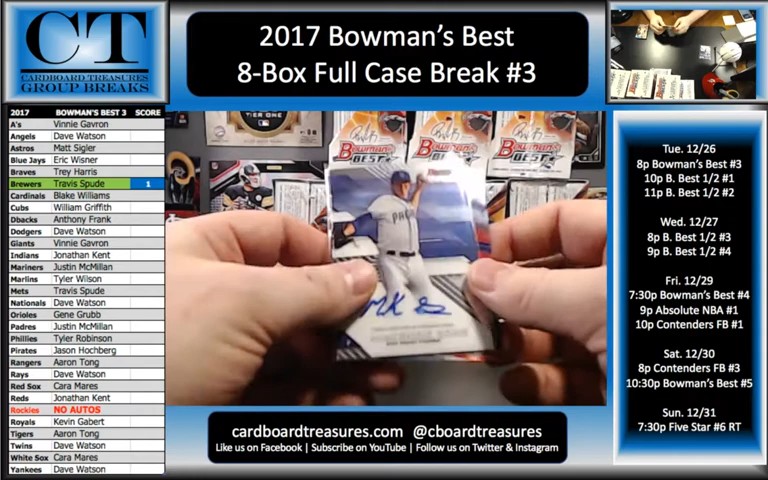 CT
CARDBOARD TREASURES
GROUP BREAKS
2017 Bowman's Best
8-Box Full Case Break #3
2017 BOWMAN'S BEST 3 SCORE
A's Vinnie Gavron
Angels Dave Watson
Astros Matt Sigler
Blue Jays Eric Wisner
Braves Trey Harris
Brewers Travis Spude 1
Cardinals Blake Williams
Cubs William Griffith
Dbacks Anthony Frank
Dodgers Dave Watson
Giants Vinnie Gavron
Indians Jonathan Kent
Mariners Justin McMillan
Marlins Tyler Wilson
Mets Travis Spude
Nationals Dave Watson
Orioles Gene Grubb
Padres Justin McMillan
Phillies Tyler Robinson
Pirates Jason Hochberg
Rangers Aaron Tong
Rays Dave Watson
Red Sox Cara Mares
Reds Jonathan Kent
Rockies NO AUTOS
Royals Kevin Gabert
Tigers Aaron Tong
Twins Dave Watson
White Sox Cara Mares
Yankees Dave Watson
TIER ONE
Bowman's
BEST
Bowman's
BEST
Bowman's
BEST
Tue. 12/26
8p Bowman's Best #3
10p B. Best 1/2 #1
11p B. Best 1/2 #2
Wed. 12/27
8p B. Best 1/2 #3
9p B. Best 1/2 #4
Fri. 12/29
7:30p Bowman's Best #4
9p Absolute NBA #1
10p Contenders FB #1
Sat. 12/30
8p Contenders FB #3
10:30p Bowman's Best #5
Sun. 12/31
7:30p Five Star #6 RT
cardboardtreasures.com @cboardtreasures
Like us on Facebook | Subscribe on YouTube | Follow us on Twitter & Instagram